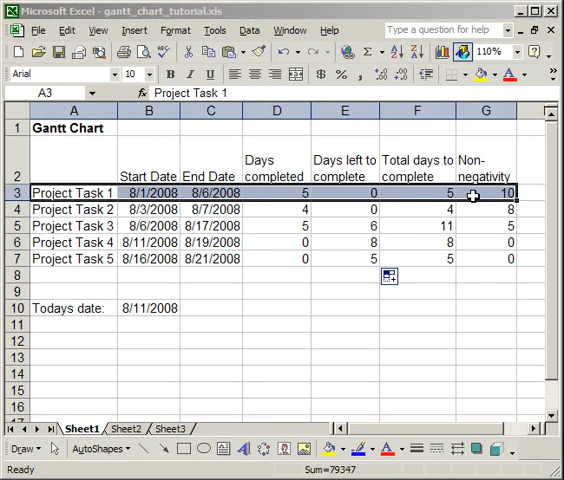 Microsoft Excel - gantt_chart_tutorial.xls
File Edit View Insert Format Tools Data Window Help Type a question for help
110%
Arial 10 B I U $ % ,
A3 fx Project Task 1
A B C D E F G
1 Gantt Chart
Days Days left to Total days to Non-
2 Start Date End Date completed complete complete negativity
3 Project Task 1 8/1/2008 8/6/2008 5 0 5 10
4 Project Task 2 8/3/2008 8/7/2008 4 0 4 8
5 Project Task 3 8/6/2008 8/17/2008 5 6 11 5
6 Project Task 4 8/11/2008 8/19/2008 0 8 8 0
7 Project Task 5 8/16/2008 8/21/2008 0 5 5 0
8
9
10 Todays date: 8/11/2008
11
12
13
14
15
16
17
Sheet1 Sheet2 Sheet3
Draw AutoShapes
Ready Sum=79347